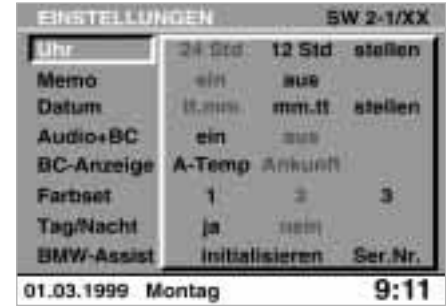 EINSTELLUNGEN SW 2-1/XX
Uhr 24 Std 12 Std stellen
Memo ein aus
Datum tt.mm mm.tt stellen
Audio+BC ein aus
BC-Anzeige A-Temp Ankunft
Farbset 1 2 3
Tag/Nacht ja nein
BMW-Assist initialisieren Ser.Nr.
01.03.1999 Montag 9:11